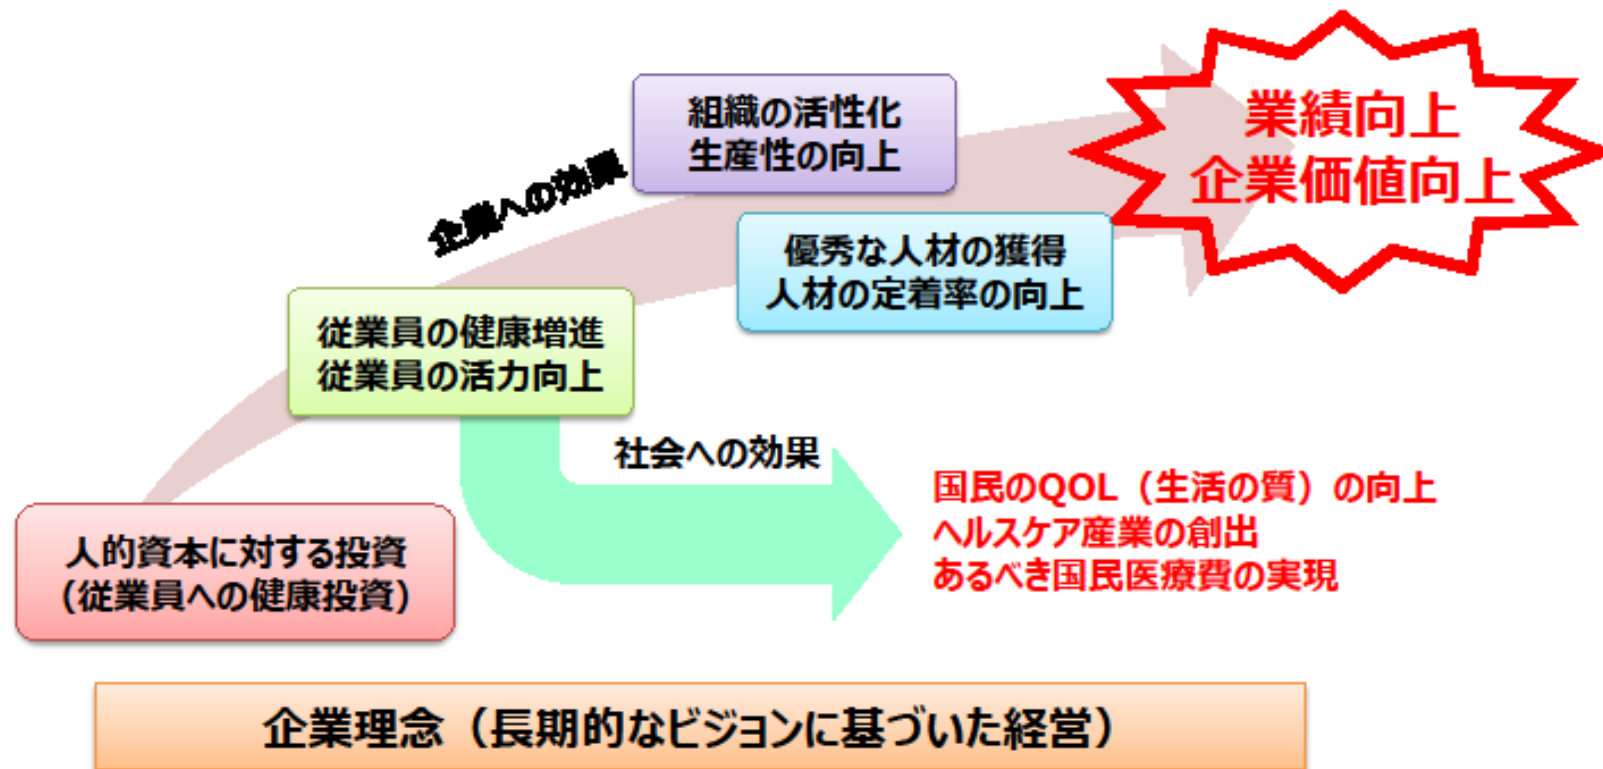 組織の活性化
生産性の向上
業績向上
企業価値向上
企業への効果
優秀な人材の獲得
人材の定着率の向上
従業員の健康増進
従業員の活力向上
社会への効果
国民のQOL（生活の質）の向上
ヘルスケア産業の創出
あるべき国民医療費の実現
人的資本に対する投資
（従業員への健康投資）
企業理念（長期的なビジョンに基づいた経営）